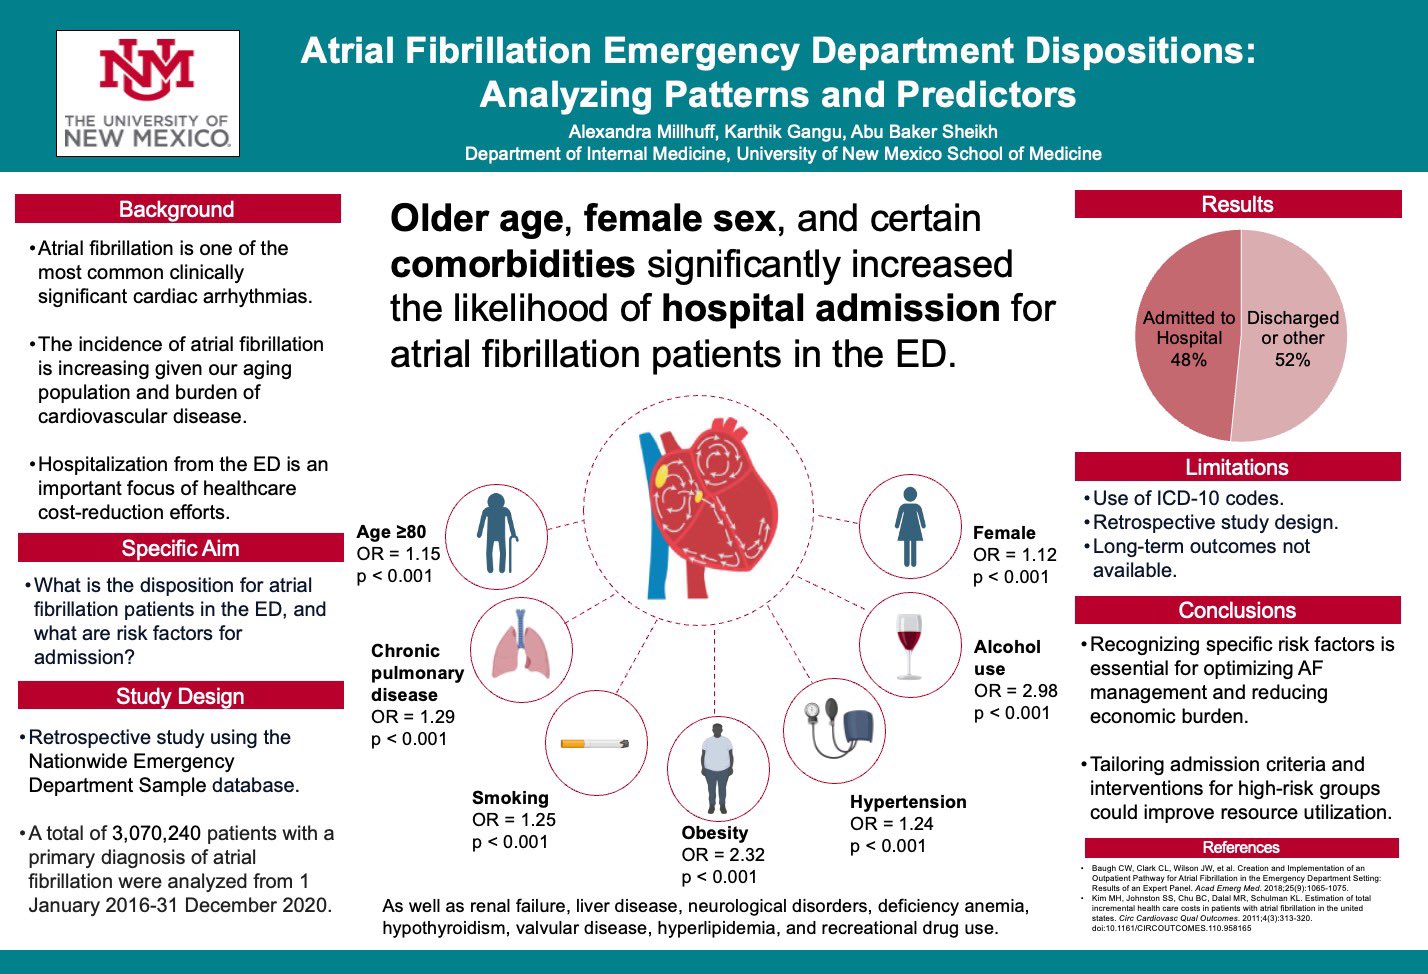 UNM
THE UNIVERSITY OF
NEW MEXICO.
Atrial Fibrillation Emergency Department Dispositions:
Analyzing Patterns and Predictors
Alexandra Millhuff, Karthik Gangu, Abu Baker Sheikh
Department of Internal Medicine, University of New Mexico School of Medicine
Background
•Atrial fibrillation is one of the
most common clinically
significant cardiac arrhythmias.
•The incidence of atrial fibrillation
is increasing given our aging
population and burden of
cardiovascular disease.
•Hospitalization from the ED is an
important focus of healthcare
cost-reduction efforts.
Specific Aim
•What is the disposition for atrial
fibrillation patients in the ED, and
what are risk factors for
admission?
Study Design
•Retrospective study using the
Nationwide Emergency
Department Sample database.
•A total of 3,070,240 patients with a
primary diagnosis of atrial
fibrillation were analyzed from 1
January 2016-31 December 2020.
Older age, female sex, and certain
comorbidities significantly increased
the likelihood of hospital admission for
atrial fibrillation patients in the ED.
Age ≥80
OR = 1.15
p < 0.001
Chronic
pulmonary
disease
OR = 1.29
p < 0.001
Smoking
OR = 1.25
p < 0.001
Obesity
OR = 2.32
p < 0.001
Hypertension
OR = 1.24
p < 0.001
Alcohol
use
OR = 2.98
p < 0.001
Female
OR = 1.12
p < 0.001
As well as renal failure, liver disease, neurological disorders, deficiency anemia,
hypothyroidism, valvular disease, hyperlipidemia, and recreational drug use.
Results
Admitted to
Hospital
48%
Discharged
or other
52%
Limitations
•Use of ICD-10 codes.
•Retrospective study design.
•Long-term outcomes not
available.
Conclusions
•Recognizing specific risk factors is
essential for optimizing AF
management and reducing
economic burden.
•Tailoring admission criteria and
interventions for high-risk groups
could improve resource utilization.
References
• Baugh CW, Clark CL, Wilson JW, et al. Creation and Implementation of an
Outpatient Pathway for Atrial Fibrillation in the Emergency Department Setting:
Results of an Expert Panel. Acad Emerg Med. 2018;25(9):1065-1075.
• Kim MH, Johnston SS, Chu BC, Dalal MR, Schulman KL. Estimation of total
incremental health care costs in patients with atrial fibrillation in the united
states. Circ Cardiovasc Qual Outcomes. 2011;4(3):313-320.
doi:10.1161/CIRCOUTCOMES.110.958165